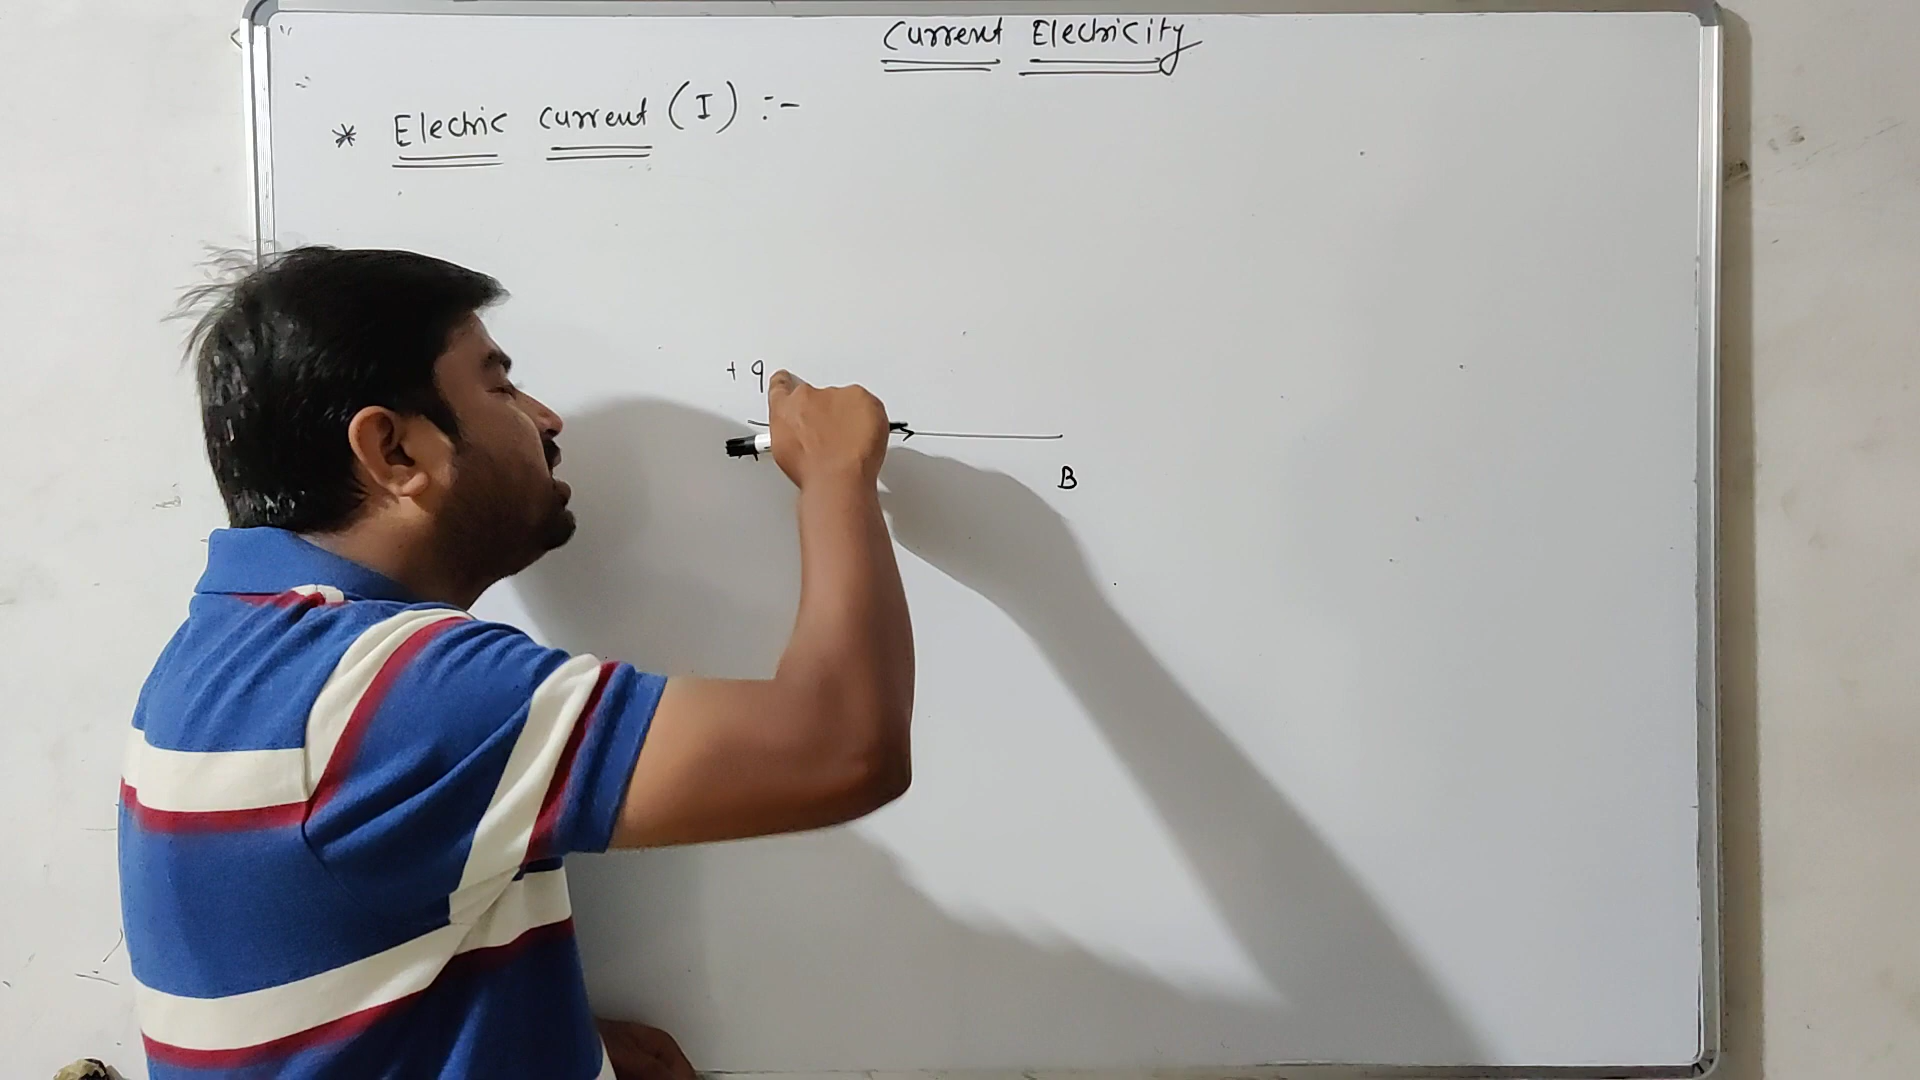 Current Electricity
* Electric current (I) :-
+ q
B